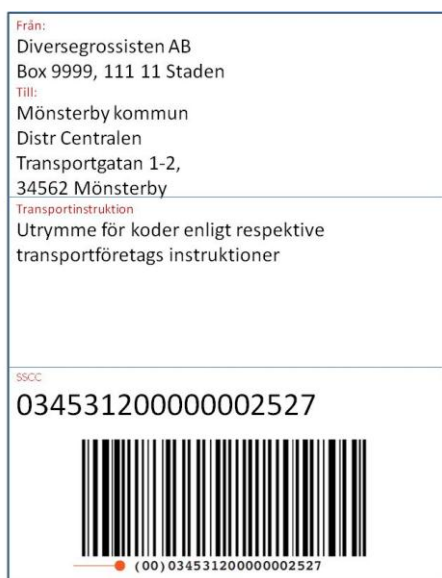 Från:
Diversegrossisten AB
Box 9999, 111 11 Staden
Till:
Mönsterby kommun
Distr Centralen
Transportgatan 1-2,
34562 Mönsterby
Transportinstruktion
Utrymme för koder enligt respektive
transportföretags instruktioner
SSCC
034531200000002527
(00)034531200000002527